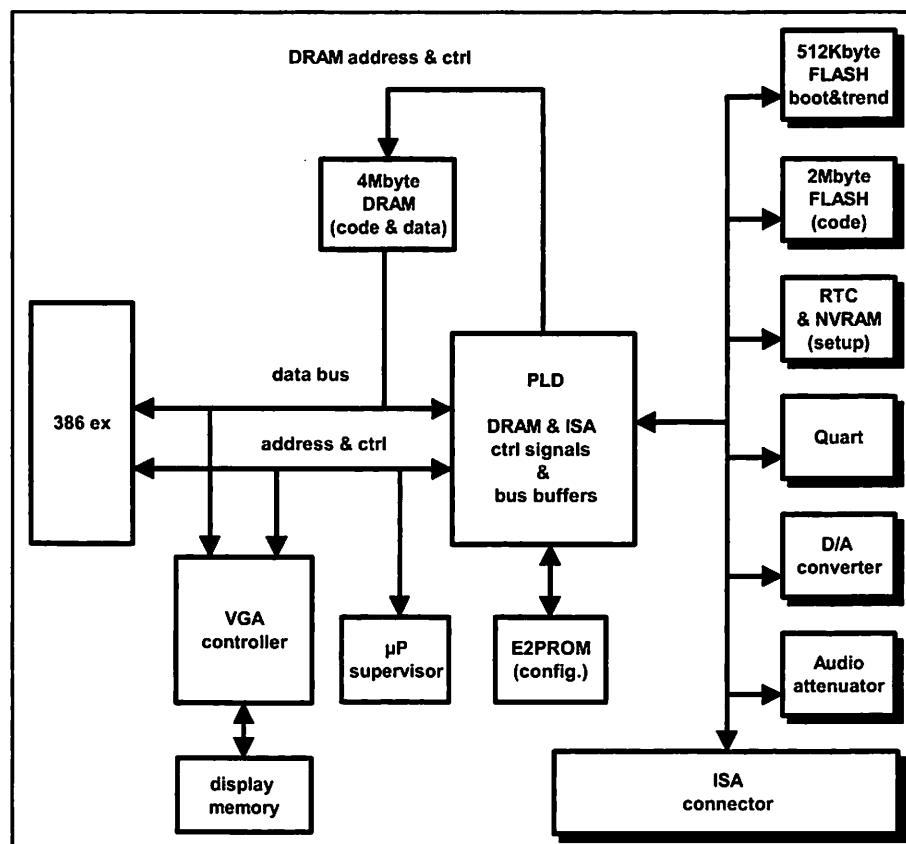 DRAM address & ctrl
4Mbyte
DRAM
(code & data)
386 ex
data bus
address & ctrl
PLD
DRAM & ISA
ctrl signals
&
bus buffers
VGA
controller
µP
supervisor
E2PROM
(config.)
display
memory
512Kbyte
FLASH
boot&trend
2Mbyte
FLASH
(code)
RTC
& NVRAM
(setup)
Quart
D/A
converter
Audio
attenuator
ISA
connector